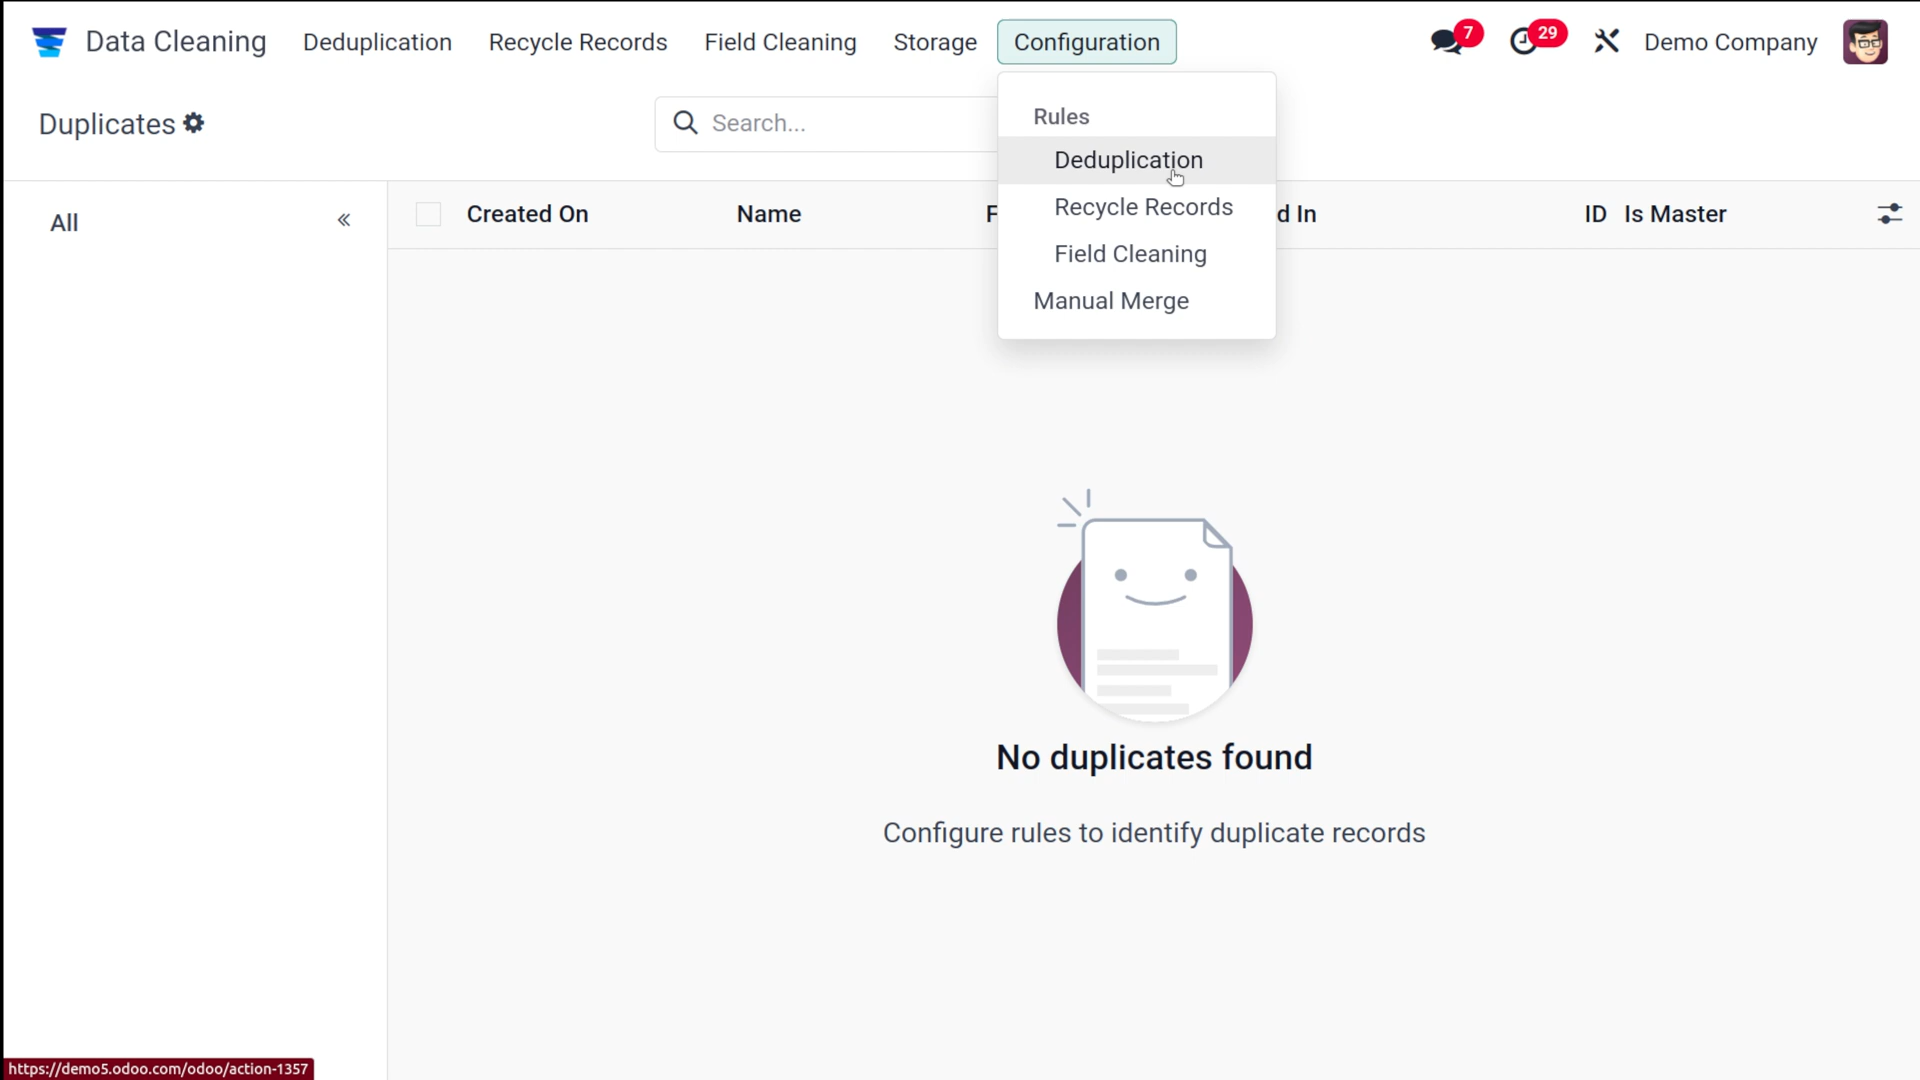 Data Cleaning Deduplication Recycle Records Field Cleaning Storage Configuration 7 29 Demo Company
Duplicates Search...
Rules
Deduplication
Recycle Records
Field Cleaning
Manual Merge
All
Created On Name F d In ID Is Master
No duplicates found
Configure rules to identify duplicate records
https://demo5.odoo.com/odoo/action-1357